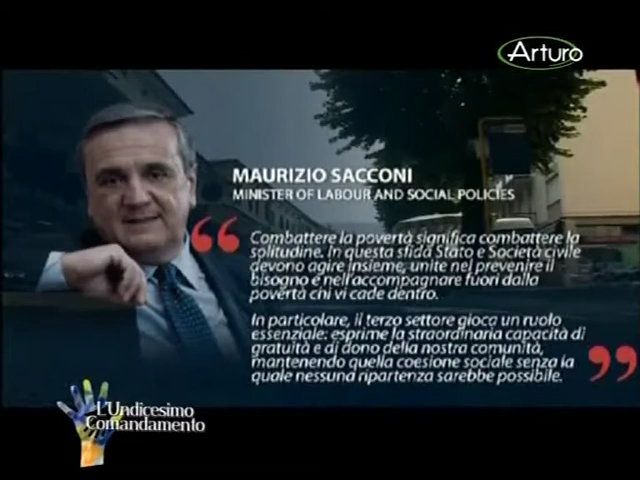 Arturo
MAURIZIO SACCONI
MINISTER OF LABOUR AND SOCIAL POLICIES
“ Combattere la povertà significa combattere la
solitudine. In questa sfida Stato e Società civile
devono agire insieme, unite nel prevenire il
bisogno e nell'accompagnare fuori dalla
povertà chi vi cade dentro.
In particolare, il terzo settore gioca un ruolo
essenziale: esprime la straordinaria capacità di
gratuità e di dono della nostra comunità,
mantenendo quella coesione sociale senza la
quale nessuna ripartenza sarebbe possibile. ”
L'Undicesimo
Comandamento